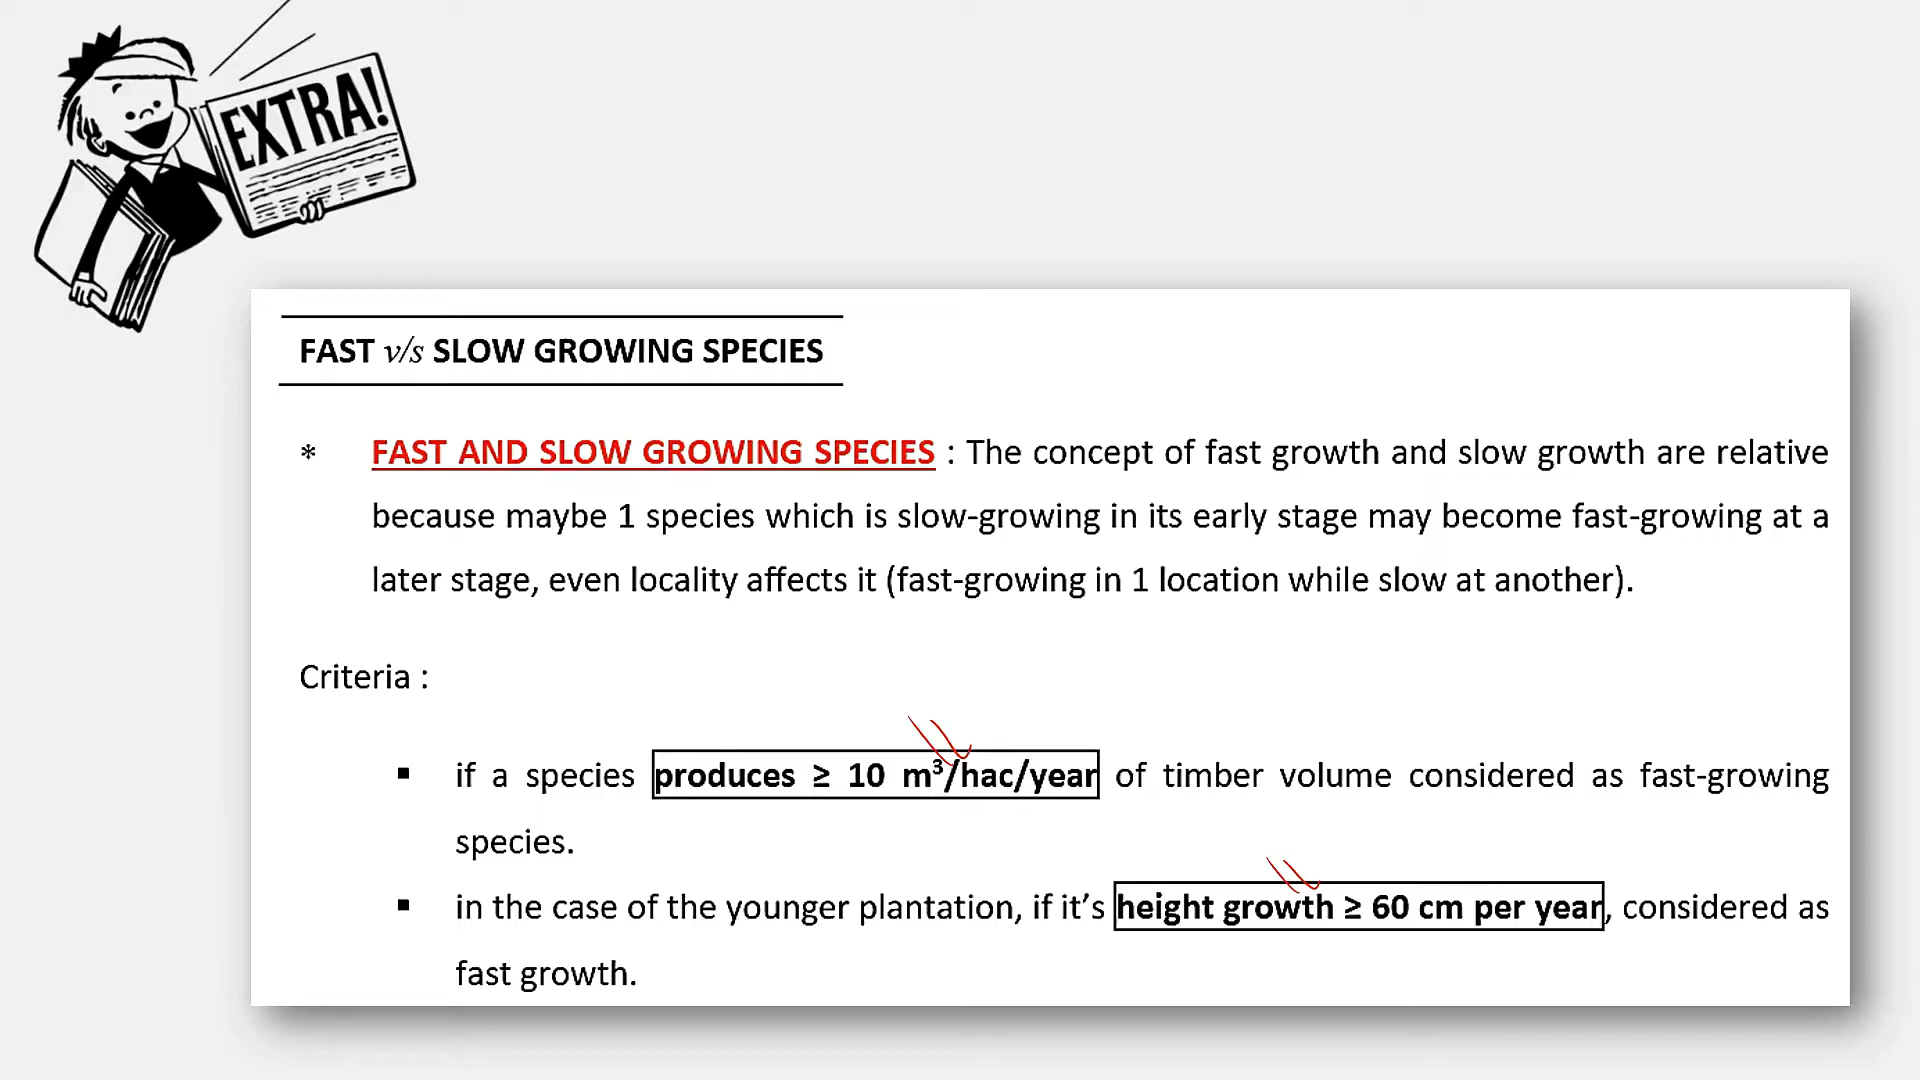 EXTRA!
FAST v/s SLOW GROWING SPECIES
* FAST AND SLOW GROWING SPECIES : The concept of fast growth and slow growth are relative
because maybe 1 species which is slow-growing in its early stage may become fast-growing at a
later stage, even locality affects it (fast-growing in 1 location while slow at another).
Criteria :
▪ if a species produces ≥ 10 m³/hac/year of timber volume considered as fast-growing
species.
▪ in the case of the younger plantation, if it’s height growth ≥ 60 cm per year, considered as
fast growth.